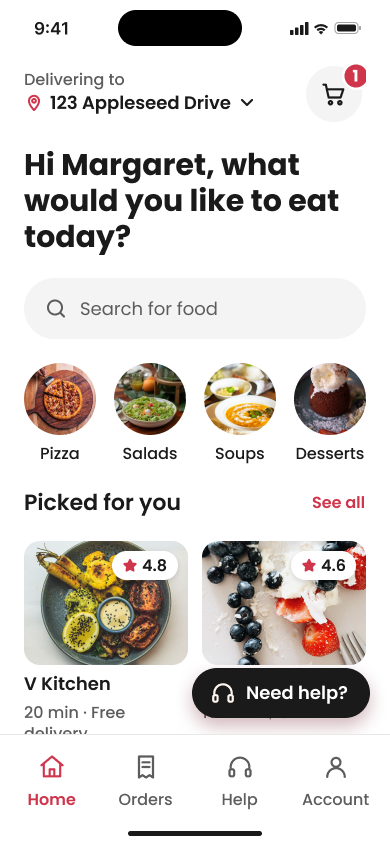 9:41
Delivering to
123 Appleseed Drive
1
Hi Margaret, what
would you like to eat
today?
Search for food
Pizza
Salads
Soups
Desserts
Picked for you
See all
4.8
4.6
V Kitchen
20 min · Free
delivery
Need help?
Home
Orders
Help
Account